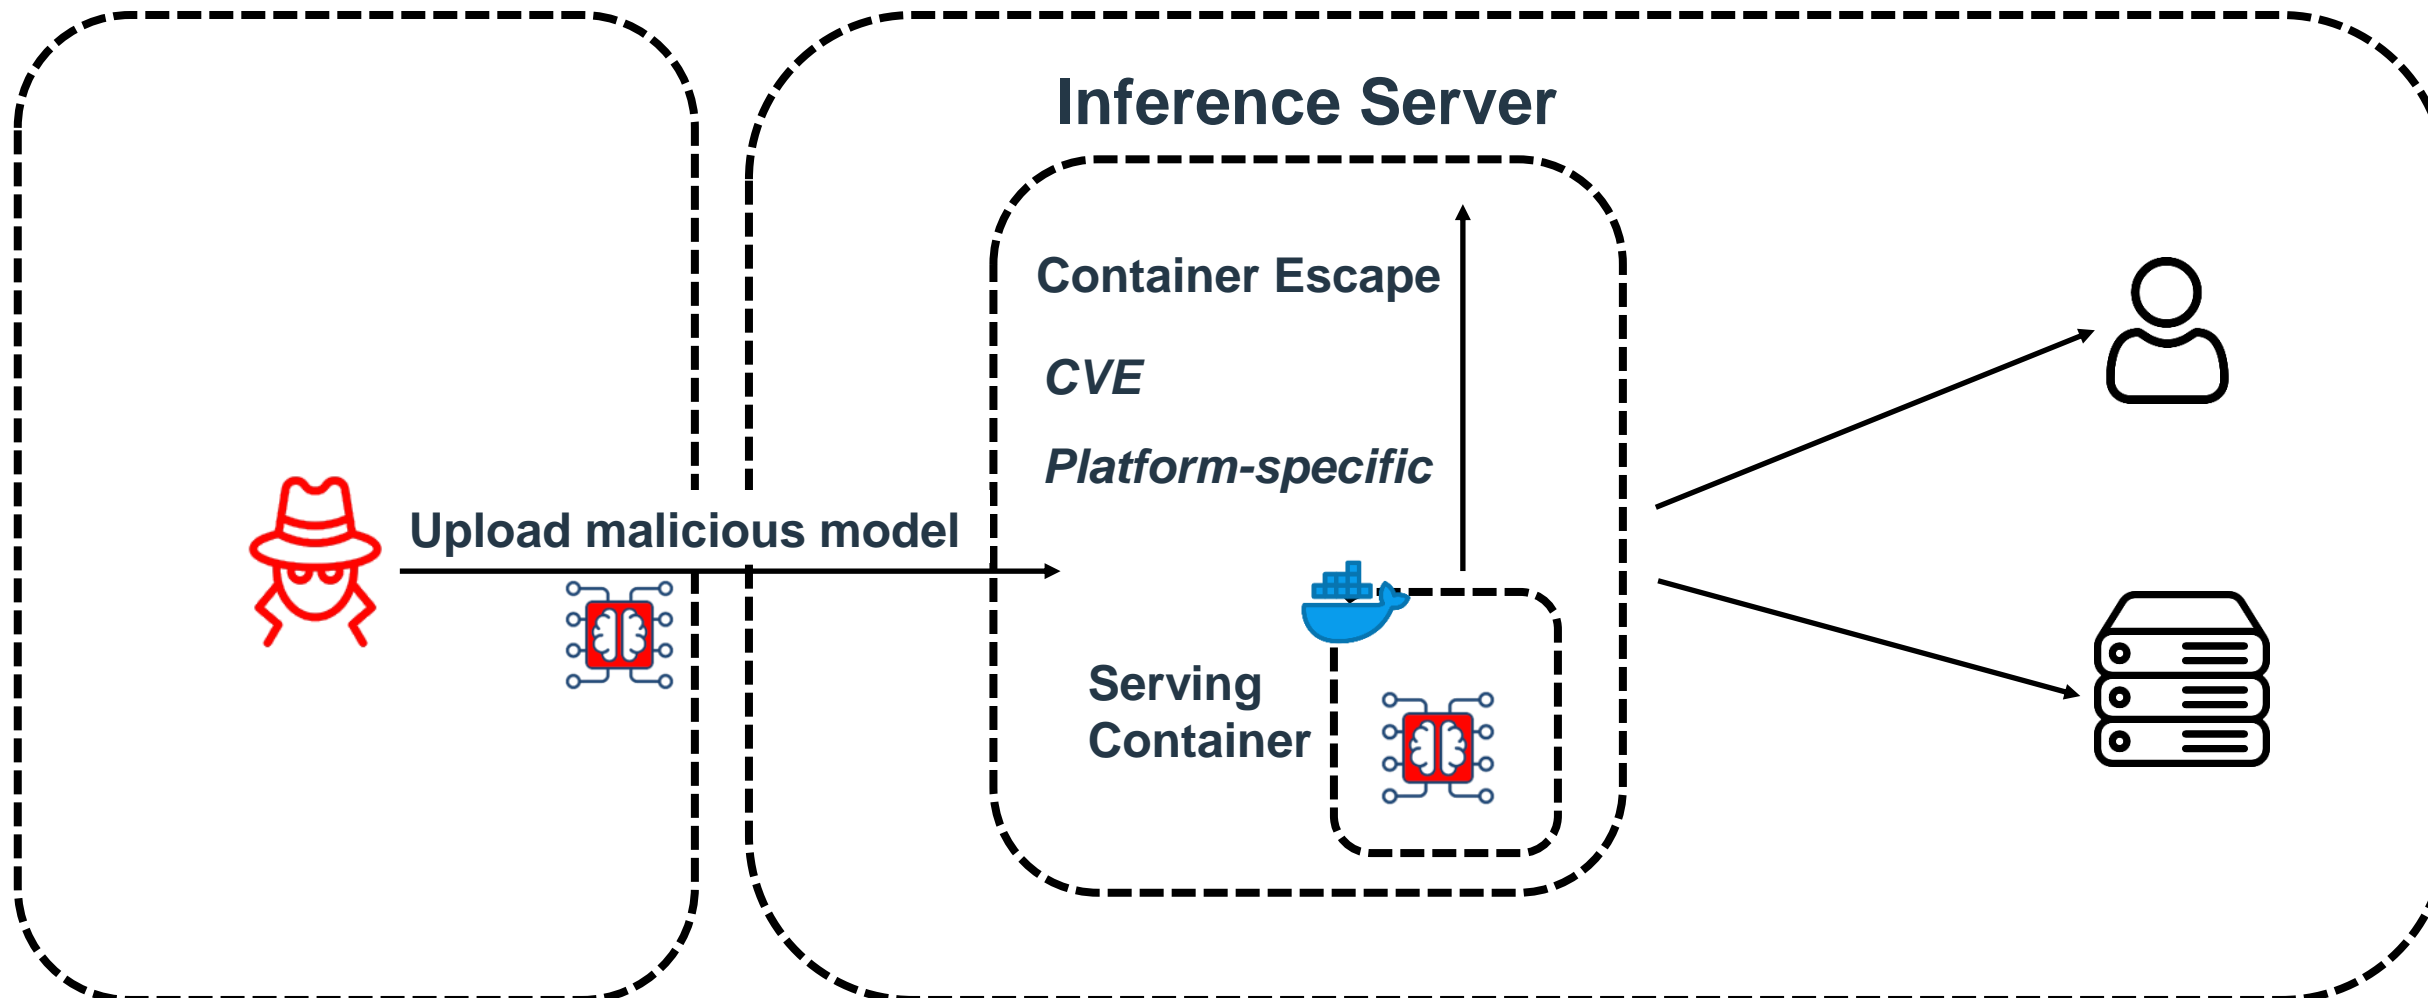 Inference Server
Container Escape
CVE
Platform-specific
Upload malicious model
Serving
Container